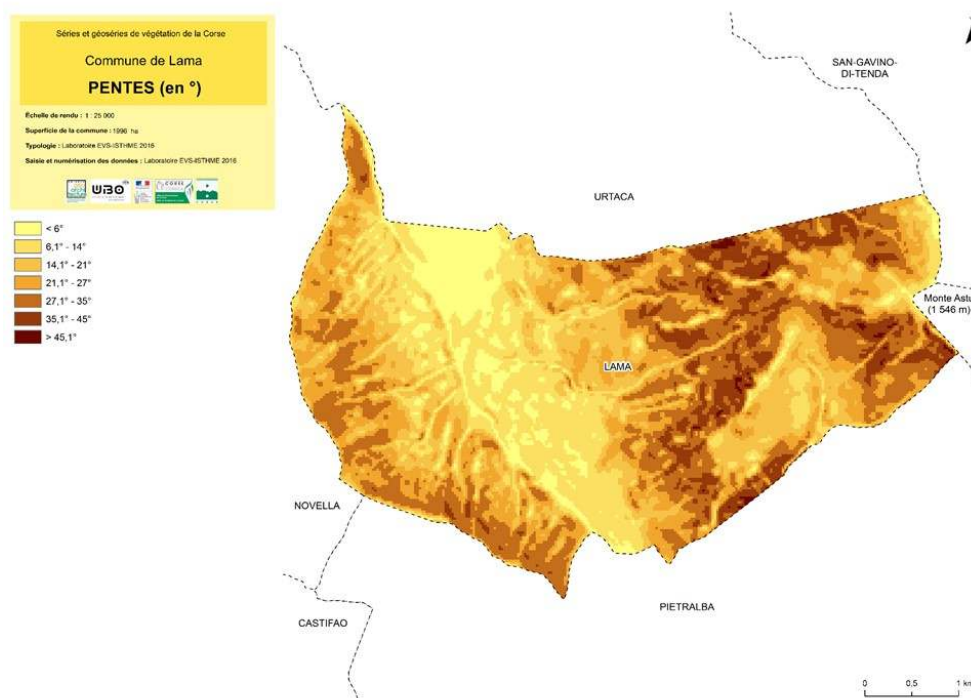 Séries et géoséries de végétation de la Corse
Commune de Lama
PENTES (en °)
Échelle de rendu : 1 : 25 000
Superficie de la commune : 1996 ha
Typologie : Laboratoire EVS-ISTHME 2016
Saisie et numérisation des données : Laboratoire EVS-ISTHME 2016
UBO
< 6°
6,1° - 14°
14,1° - 21°
21,1° - 27°
27,1° - 35°
35,1° - 45°
> 45,1°
SAN-GAVINO-
DI-TENDA
URTACA
Monte Astu
(1 546 m)
LAMA
NOVELLA
PIETRALBA
CASTIFAO
0 0,5 1 km